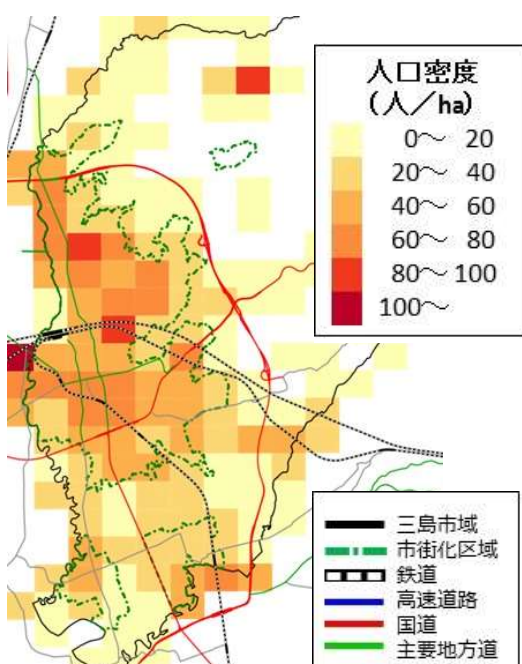 人口密度
(人／ha)
0～ 20
20～ 40
40～ 60
60～ 80
80～ 100
100～
三島市域
市街化区域
鉄道
高速道路
国道
主要地方道